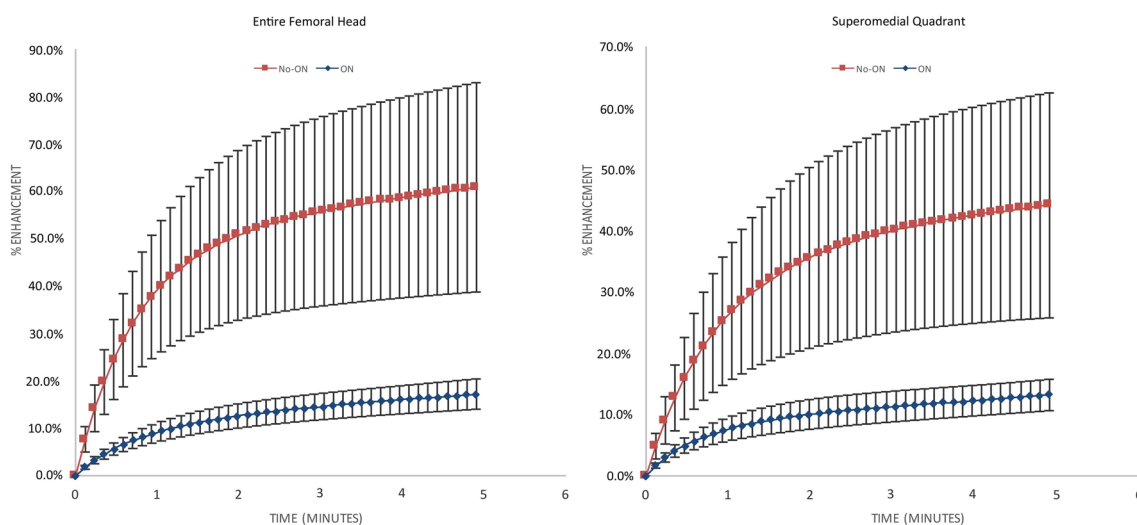 Entire Femoral Head
No-ON ON
% ENHANCEMENT
90.0%
80.0%
70.0%
60.0%
50.0%
40.0%
30.0%
20.0%
10.0%
0.0%
0 1 2 3 4 5 6
TIME (MINUTES)
Superomedial Quadrant
No-ON ON
% ENHANCEMENT
70.0%
60.0%
50.0%
40.0%
30.0%
20.0%
10.0%
0.0%
0 1 2 3 4 5 6
TIME (MINUTES)